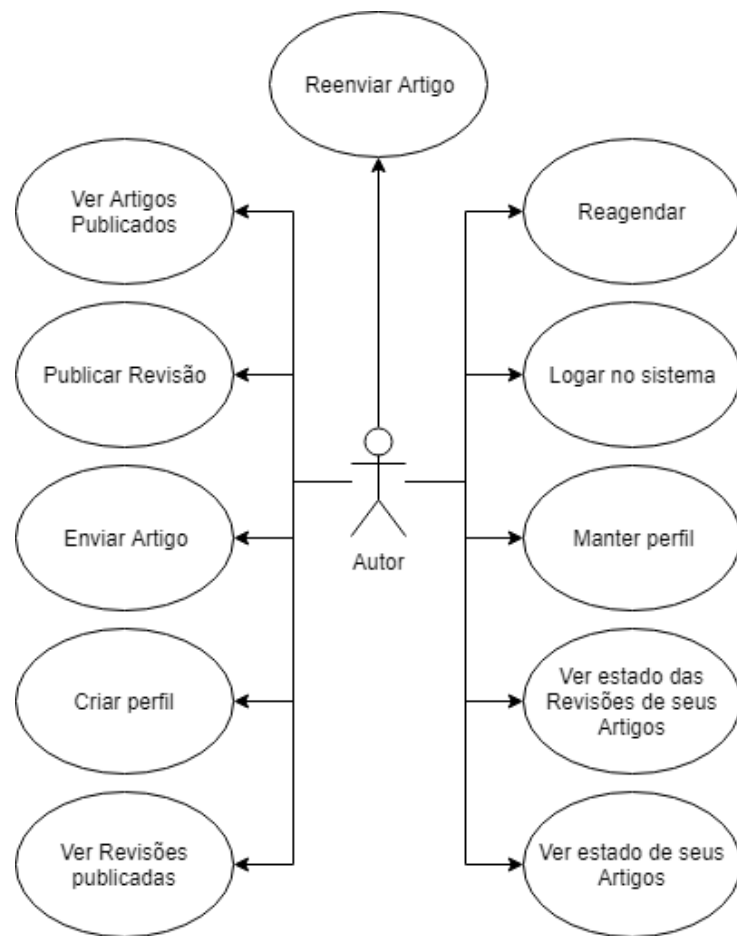 Reenviar Artigo
Ver Artigos
Publicados
Reagendar
Publicar Revisão
Logar no sistema
Enviar Artigo
Autor
Manter perfil
Criar perfil
Ver estado das
Revisões de seus
Artigos
Ver Revisões
publicadas
Ver estado de seus
Artigos